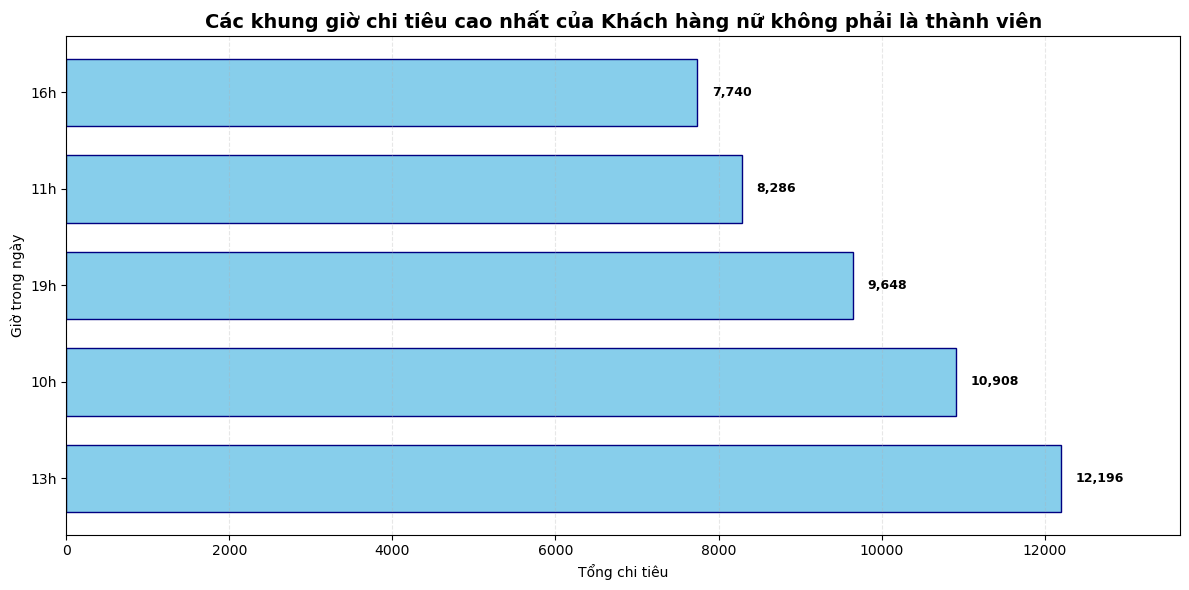 Các khung giờ chi tiêu cao nhất của Khách hàng nữ không phải là thành viên
Giờ trong ngày
16h
7,740
11h
8,286
19h
9,648
10h
10,908
13h
12,196
0 2000 4000 6000 8000 10000 12000
Tổng chi tiêu